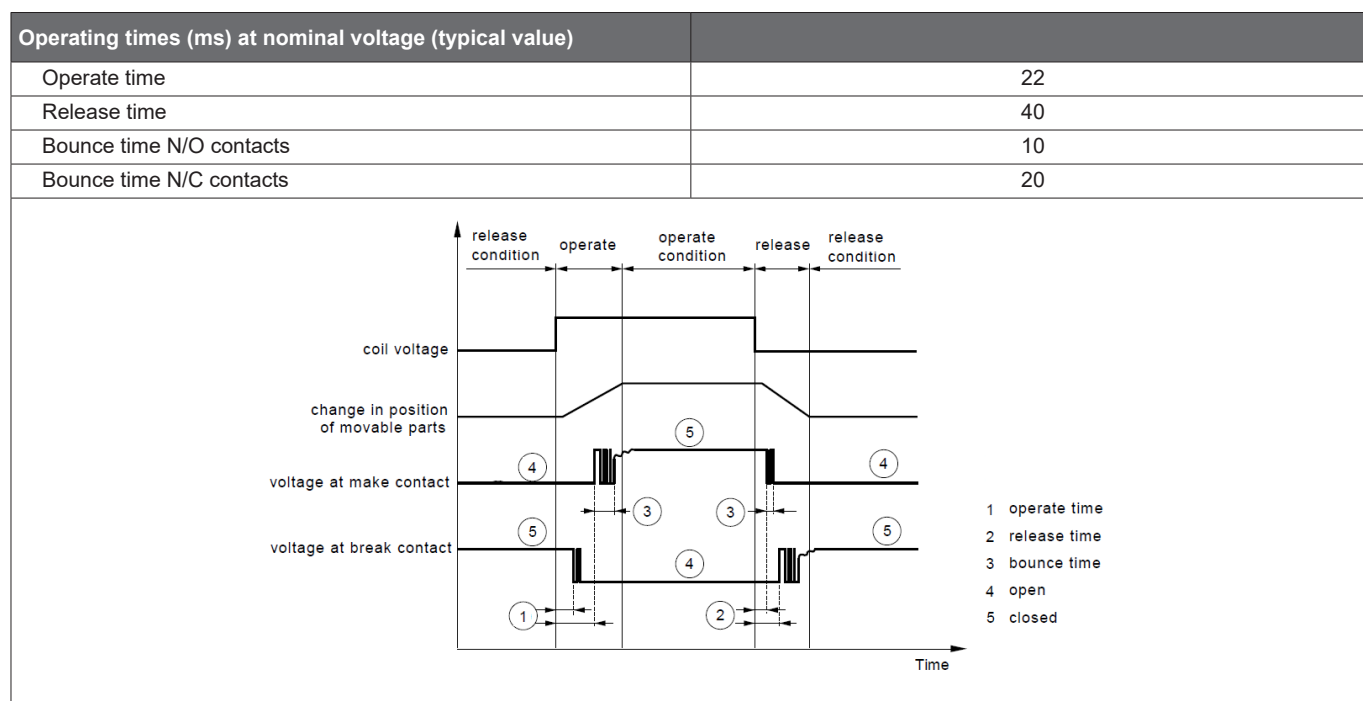 Operating times (ms) at nominal voltage (typical value)
Operate time 22
Release time 40
Bounce time N/O contacts 10
Bounce time N/C contacts 20
release condition
operate
operate condition
release
release condition
coil voltage
change in position
of movable parts
5
4
4
voltage at make contact
3
3
1 operate time
5
5
2 release time
voltage at break contact
3 bounce time
4
4 open
1
2
5 closed
Time